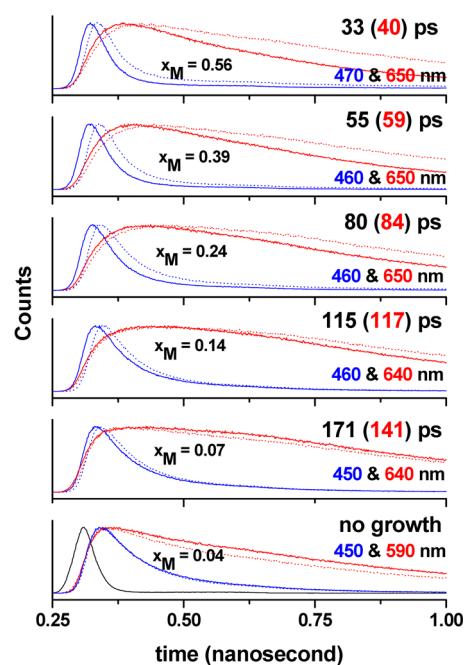 33 (40) ps
x_M = 0.56
470 & 650 nm
55 (59) ps
x_M = 0.39
460 & 650 nm
80 (84) ps
x_M = 0.24
460 & 650 nm
Counts
115 (117) ps
x_M = 0.14
460 & 640 nm
171 (141) ps
x_M = 0.07
450 & 640 nm
no growth
450 & 590 nm
x_M = 0.04
0.25 0.50 0.75 1.00
time (nanosecond)